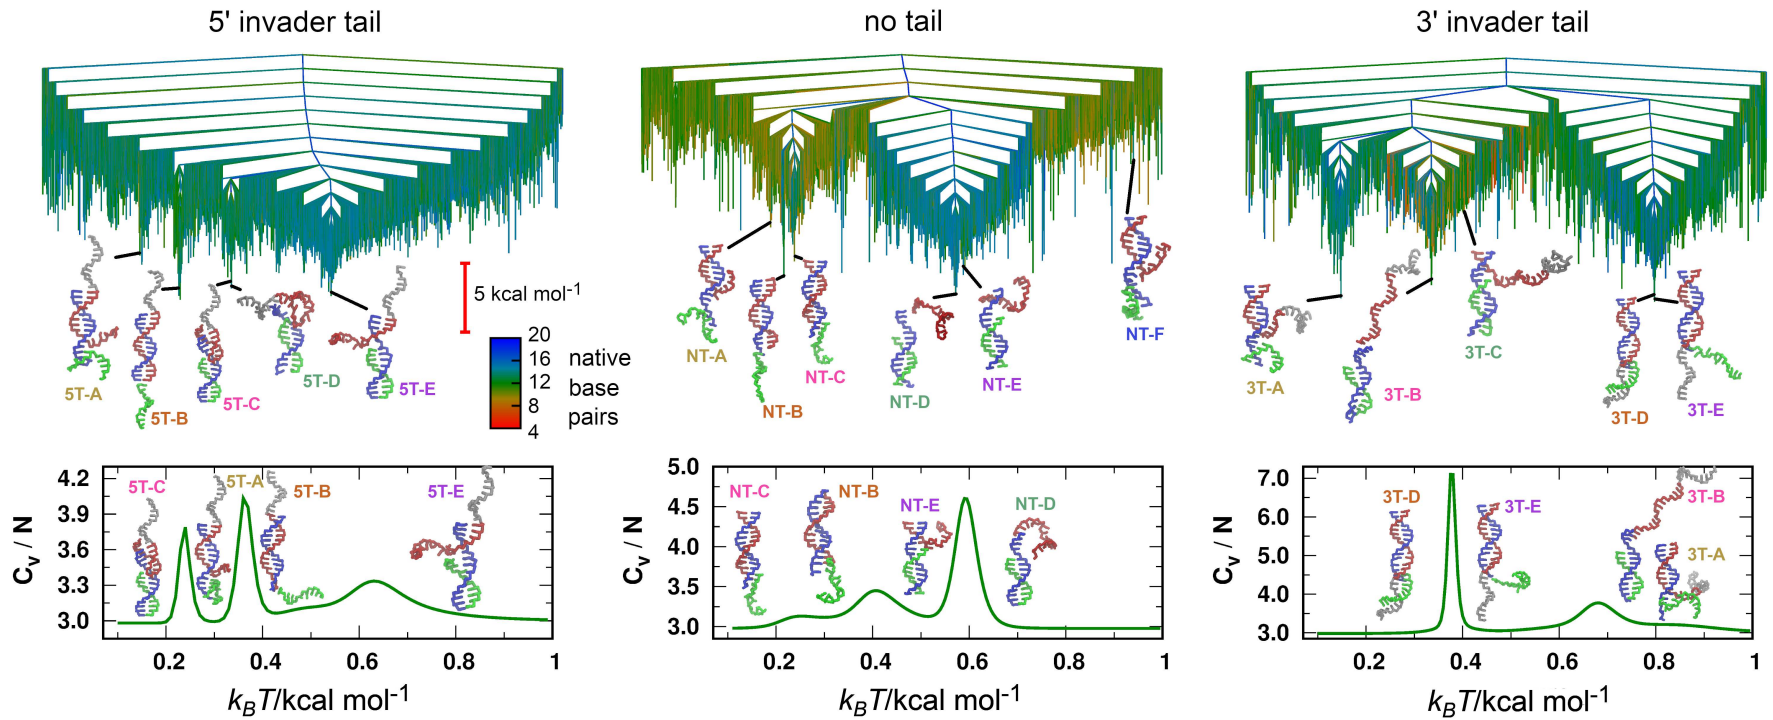 5' invader tail
no tail
3' invader tail
5 kcal mol-1
20
16
12
8
4
native
base
pairs
5T-A
5T-B
5T-C
5T-D
5T-E
NT-A
NT-B
NT-C
NT-D
NT-E
NT-F
3T-A
3T-B
3T-C
3T-D
3T-E
Cv / N
4.2
3.9
3.6
3.3
3.0
5T-C
5T-A
5T-B
5T-E
0.2 0.4 0.6 0.8 1
kBT/kcal mol-1
Cv / N
5.0
4.5
4.0
3.5
3.0
NT-C
NT-B
NT-E
NT-D
0.2 0.4 0.6 0.8 1
kBT/kcal mol-1
Cv / N
7.0
6.0
5.0
4.0
3.0
3T-D
3T-E
3T-B
3T-A
0.2 0.4 0.6 0.8 1
kBT/kcal mol-1